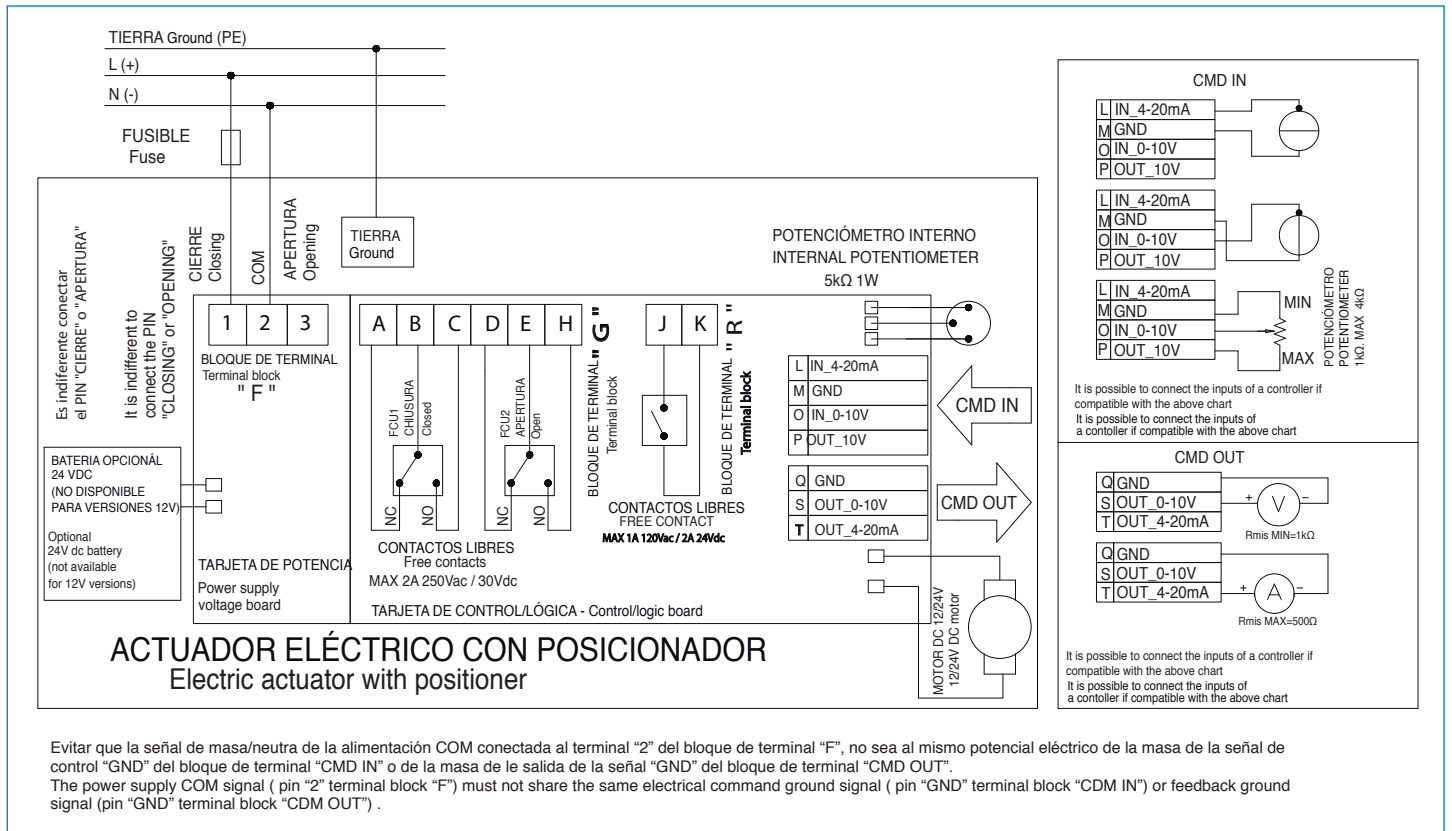 TIERRA Ground (PE)
L (+)
N (-)
FUSIBLE
Fuse
Es indiferente conectar
el PIN "CIERRE" o "APERTURA"
It is indifferent to
connect the PIN
"CLOSING" or "OPENING"
CIERRE
Closing
COM
APERTURA
Opening
TIERRA
Ground
1 2 3
BLOQUE DE TERMINAL
Terminal block
" F "
BATERIA OPCIONÁL
24 VDC
(NO DISPONIBLE
PARA VERSIONES 12V)
Optional
24V dc battery
(not available
for 12V versions)
TARJETA DE POTENCIA
Power supply
voltage board
A B C D E H
FCU1
CHIUSURA
Closed
FCU2
APERTURA
Open
NC
NO
NC
NO
BLOQUE DE TERMINAL "G"
Terminal block
CONTACTOS LIBRES
Free contacts
MAX 2A 250Vac / 30Vdc
J K
BLOQUE DE TERMINAL "R"
Terminal block
CONTACTOS LIBRES
FREE CONTACT
MAX 1A 120Vac / 2A 24Vdc
TARJETA DE CONTROL/LÓGICA - Control/logic board
POTENCIÓMETRO INTERNO
INTERNAL POTENTIOMETER
5kΩ 1W
L IN_4-20mA
M GND
O IN_0-10V
P OUT_10V
CMD IN
Q GND
S OUT_0-10V
T OUT_4-20mA
CMD OUT
MOTOR DC 12/24V
12/24V DC motor
ACTUADOR ELÉCTRICO CON POSICIONADOR
Electric actuator with positioner
CMD IN
L IN_4-20mA
M GND
O IN_0-10V
P OUT_10V
L IN_4-20mA
M GND
O IN_0-10V
P OUT_10V
L IN_4-20mA
M GND
O IN_0-10V
P OUT_10V
MIN
MAX
POTENCIÓMETRO
POTENTIOMETER
1kΩ. MAX 4kΩ
It is possible to connect the inputs of a controller if
compatible with the above chart
It is possible to connect the inputs of
a contoller if compatible with the above chart
CMD OUT
Q GND
S OUT_0-10V
T OUT_4-20mA
+ V −
Rmis MIN=1kΩ
Q GND
S OUT_0-10V
T OUT_4-20mA
+ A −
Rmis MAX=500Ω
It is possible to connect the inputs of a controller if
compatible with the above chart
It is possible to connect the inputs of
a contoller if compatible with the above chart
Evitar que la señal de masa/neutra de la alimentación COM conectada al terminal “2” del bloque de terminal “F”, no sea al mismo potencial eléctrico de la masa de la señal de
control “GND” del bloque de terminal “CMD IN” o de la masa de le salida de la señal “GND” del bloque de terminal “CMD OUT”.
The power supply COM signal ( pin “2” terminal block “F”) must not share the same electrical command ground signal ( pin “GND” terminal block “CDM IN”) or feedback ground
signal (pin “GND” terminal block “CDM OUT”) .